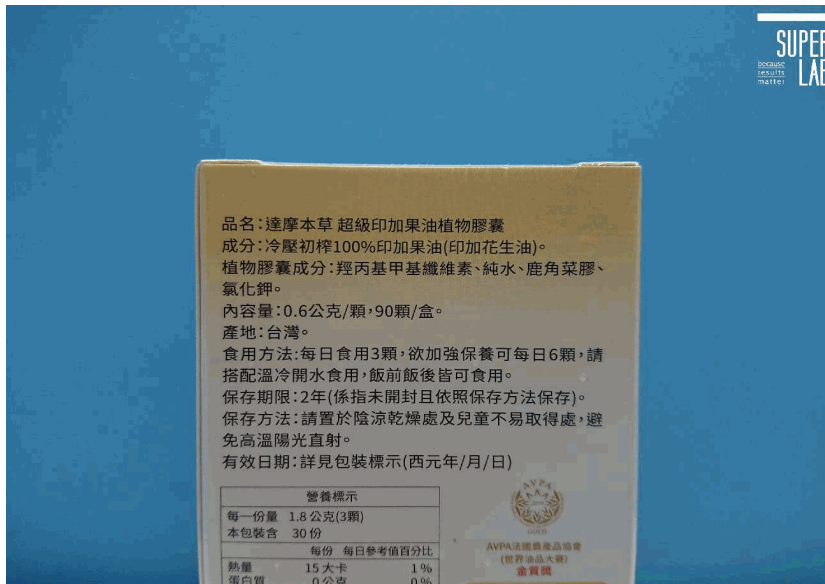 SUPER
LAB
because
results
matter
品名:達摩本草 超級印加果油植物膠囊
成分:冷壓初榨100%印加果油(印加花生油)。
植物膠囊成分:羥丙基甲基纖維素、純水、鹿角菜膠、
氯化鉀。
內容量:0.6公克/顆,90顆/盒。
產地:台灣。
食用方法:每日食用3顆,欲加強保養可每日6顆,請
搭配溫冷開水食用,飯前飯後皆可食用。
保存期限:2年(係指未開封且依照保存方法保存)。
保存方法:請置於陰涼乾燥處及兒童不易取得處,避
免高溫陽光直射。
有效日期:詳見包裝標示(西元年/月/日)
營養標示
每一份量 1.8 公克(3顆)
本包裝含 30 份
每份 每日參考值百分比
熱量 15 大卡 1 %
蛋白質 0 公克 0 %
AVPA
GOLD
AVPA法國農產品協會
(世界油品大賽)
金質獎